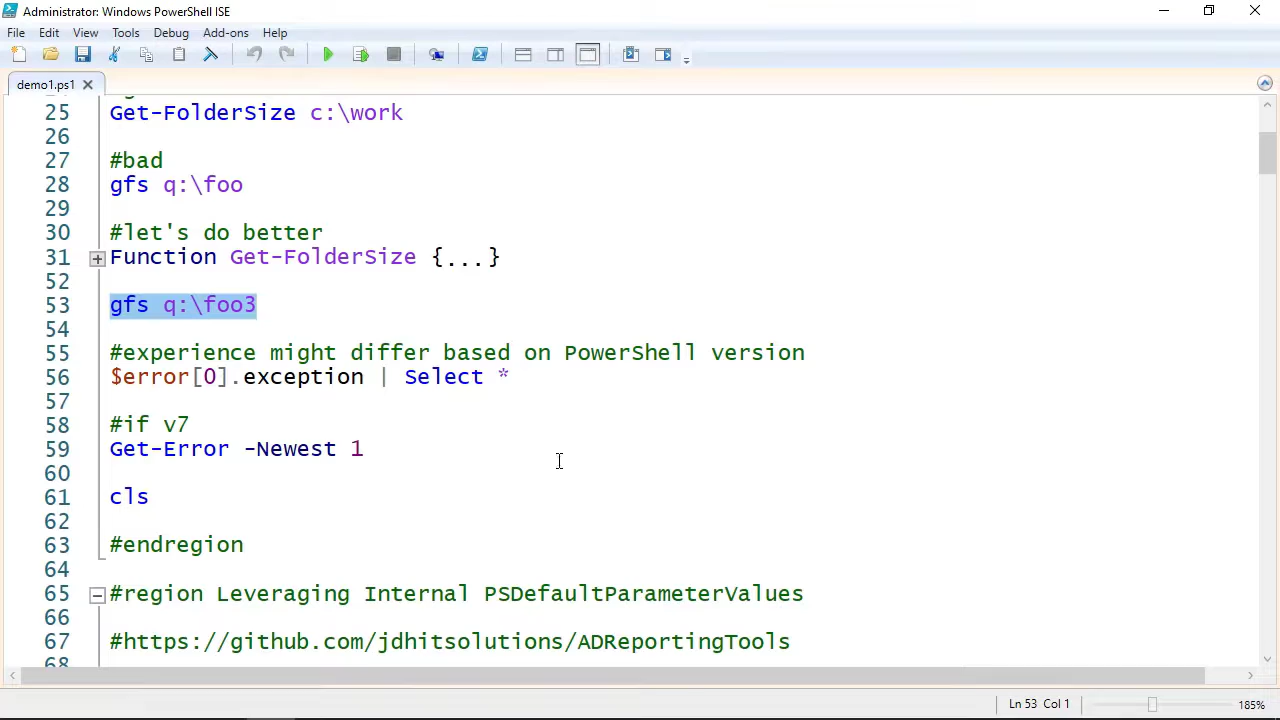 Administrator: Windows PowerShell ISE
File Edit View Tools Debug Add-ons Help
demo1.ps1
25 Get-FolderSize c:\work
26
27 #bad
28 gfs q:\foo
29
30 #let's do better
31 Function Get-FolderSize {...}
52
53 gfs q:\foo3
54
55 #experience might differ based on PowerShell version
56 $error[0].exception | Select *
57
58 #if v7
59 Get-Error -Newest 1
60
61 cls
62
63 #endregion
64
65 #region Leveraging Internal PSDefaultParameterValues
66
67 #https://github.com/jdhitsolutions/ADReportingTools
68
Ln 53 Col 1 185%